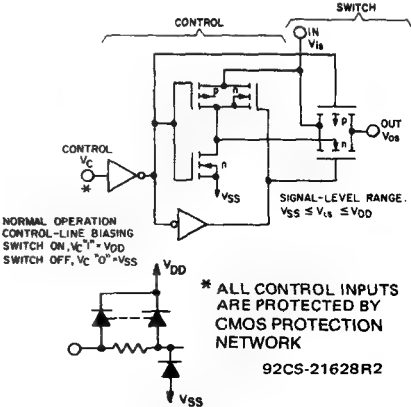 CONTROL
SWITCH
IN
Vis
p n
p
n
OUT
Vos
n
CONTROL
VC
*
VSS
SIGNAL-LEVEL RANGE.
VSS ≤ Vis ≤ VDD
NORMAL OPERATION
CONTROL-LINE BIASING
SWITCH ON, VC "1" = VDD
SWITCH OFF, VC "0" = VSS
VDD
* ALL CONTROL INPUTS
ARE PROTECTED BY
CMOS PROTECTION
NETWORK
92CS-21628R2
VSS